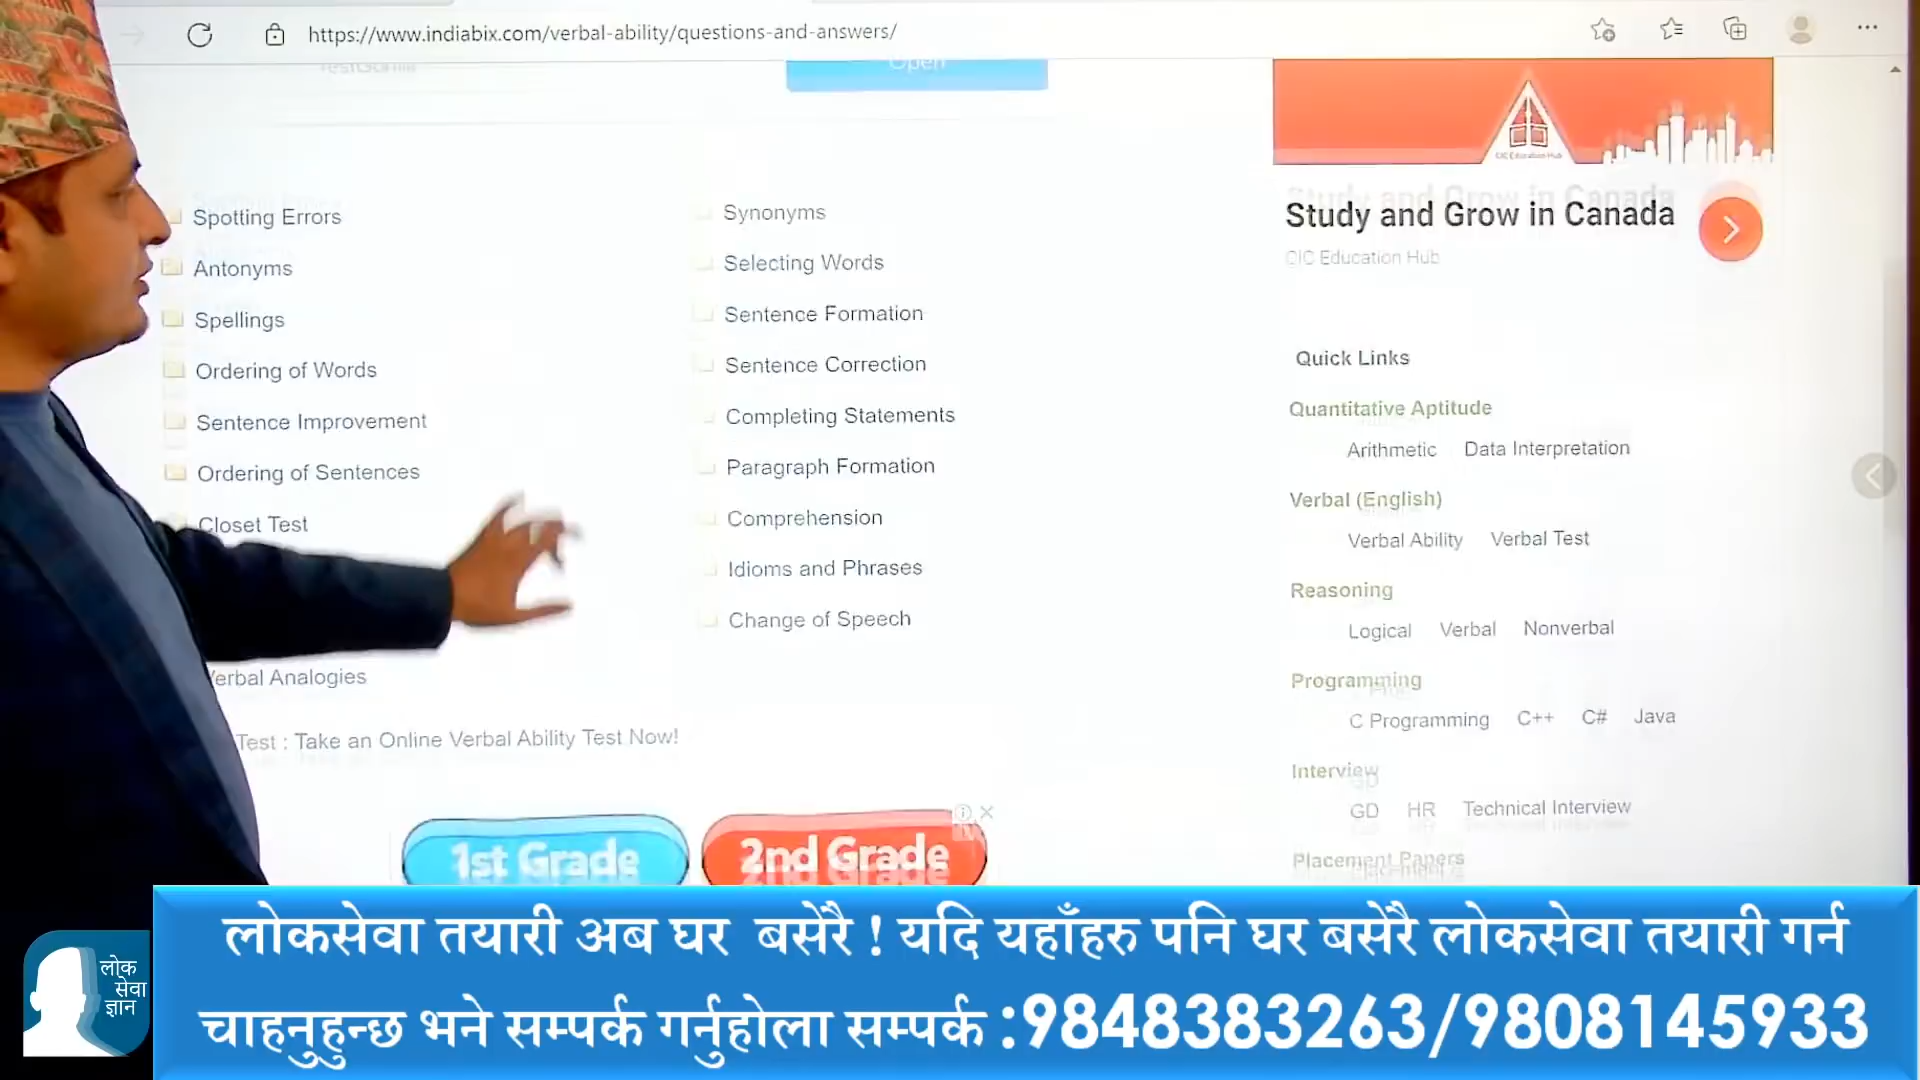 https://www.indiabix.com/verbal-ability/questions-and-answers/
Open
Spotting Errors
Antonyms
Spellings
Ordering of Words
Sentence Improvement
Ordering of Sentences
Closet Test
Verbal Analogies
Test : Take an Online Verbal Ability Test Now!
Synonyms
Selecting Words
Sentence Formation
Sentence Correction
Completing Statements
Paragraph Formation
Comprehension
Idioms and Phrases
Change of Speech
CIC Education Hub
Study and Grow in Canada
CIC Education Hub
Quick Links
Quantitative Aptitude
Arithmetic Data Interpretation
Verbal (English)
Verbal Ability Verbal Test
Reasoning
Logical Verbal Nonverbal
Programming
C Programming C++ C# Java
Interview
GD HR Technical Interview
Placement Papers
1st Grade 2nd Grade
लोकसेवा तयारी अब घर बसेरै ! यदि यहाँहरु पनि घर बसेरै लोकसेवा तयारी गर्न
चाहनुहुन्छ भने सम्पर्क गर्नुहोला सम्पर्क :9848383263/9808145933
लोक
सेवा
ज्ञान